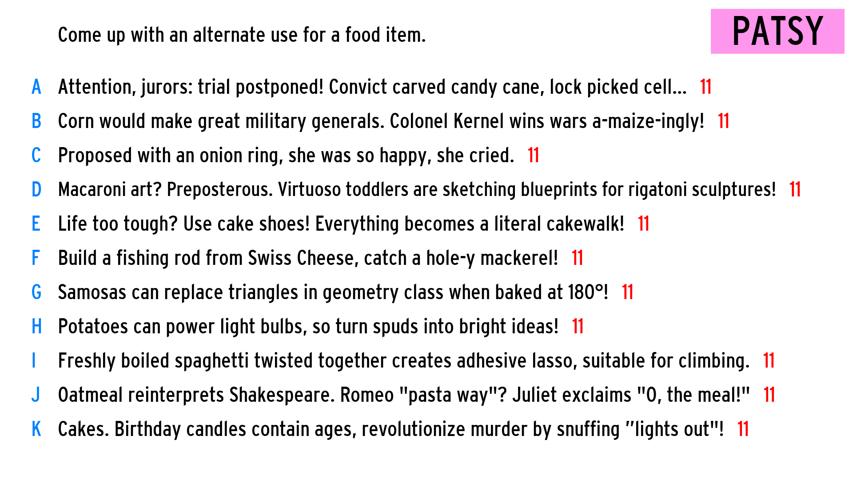 Come up with an alternate use for a food item.
PATSY
A Attention, jurors: trial postponed! Convict carved candy cane, lock picked cell... 11
B Corn would make great military generals. Colonel Kernel wins wars a-maize-ingly! 11
C Proposed with an onion ring, she was so happy, she cried. 11
D Macaroni art? Preposterous. Virtuoso toddlers are sketching blueprints for rigatoni sculptures! 11
E Life too tough? Use cake shoes! Everything becomes a literal cakewalk! 11
F Build a fishing rod from Swiss Cheese, catch a hole-y mackerel! 11
G Samosas can replace triangles in geometry class when baked at 180°! 11
H Potatoes can power light bulbs, so turn spuds into bright ideas! 11
I Freshly boiled spaghetti twisted together creates adhesive lasso, suitable for climbing. 11
J Oatmeal reinterprets Shakespeare. Romeo "pasta way"? Juliet exclaims "O, the meal!" 11
K Cakes. Birthday candles contain ages, revolutionize murder by snuffing ”lights out"! 11